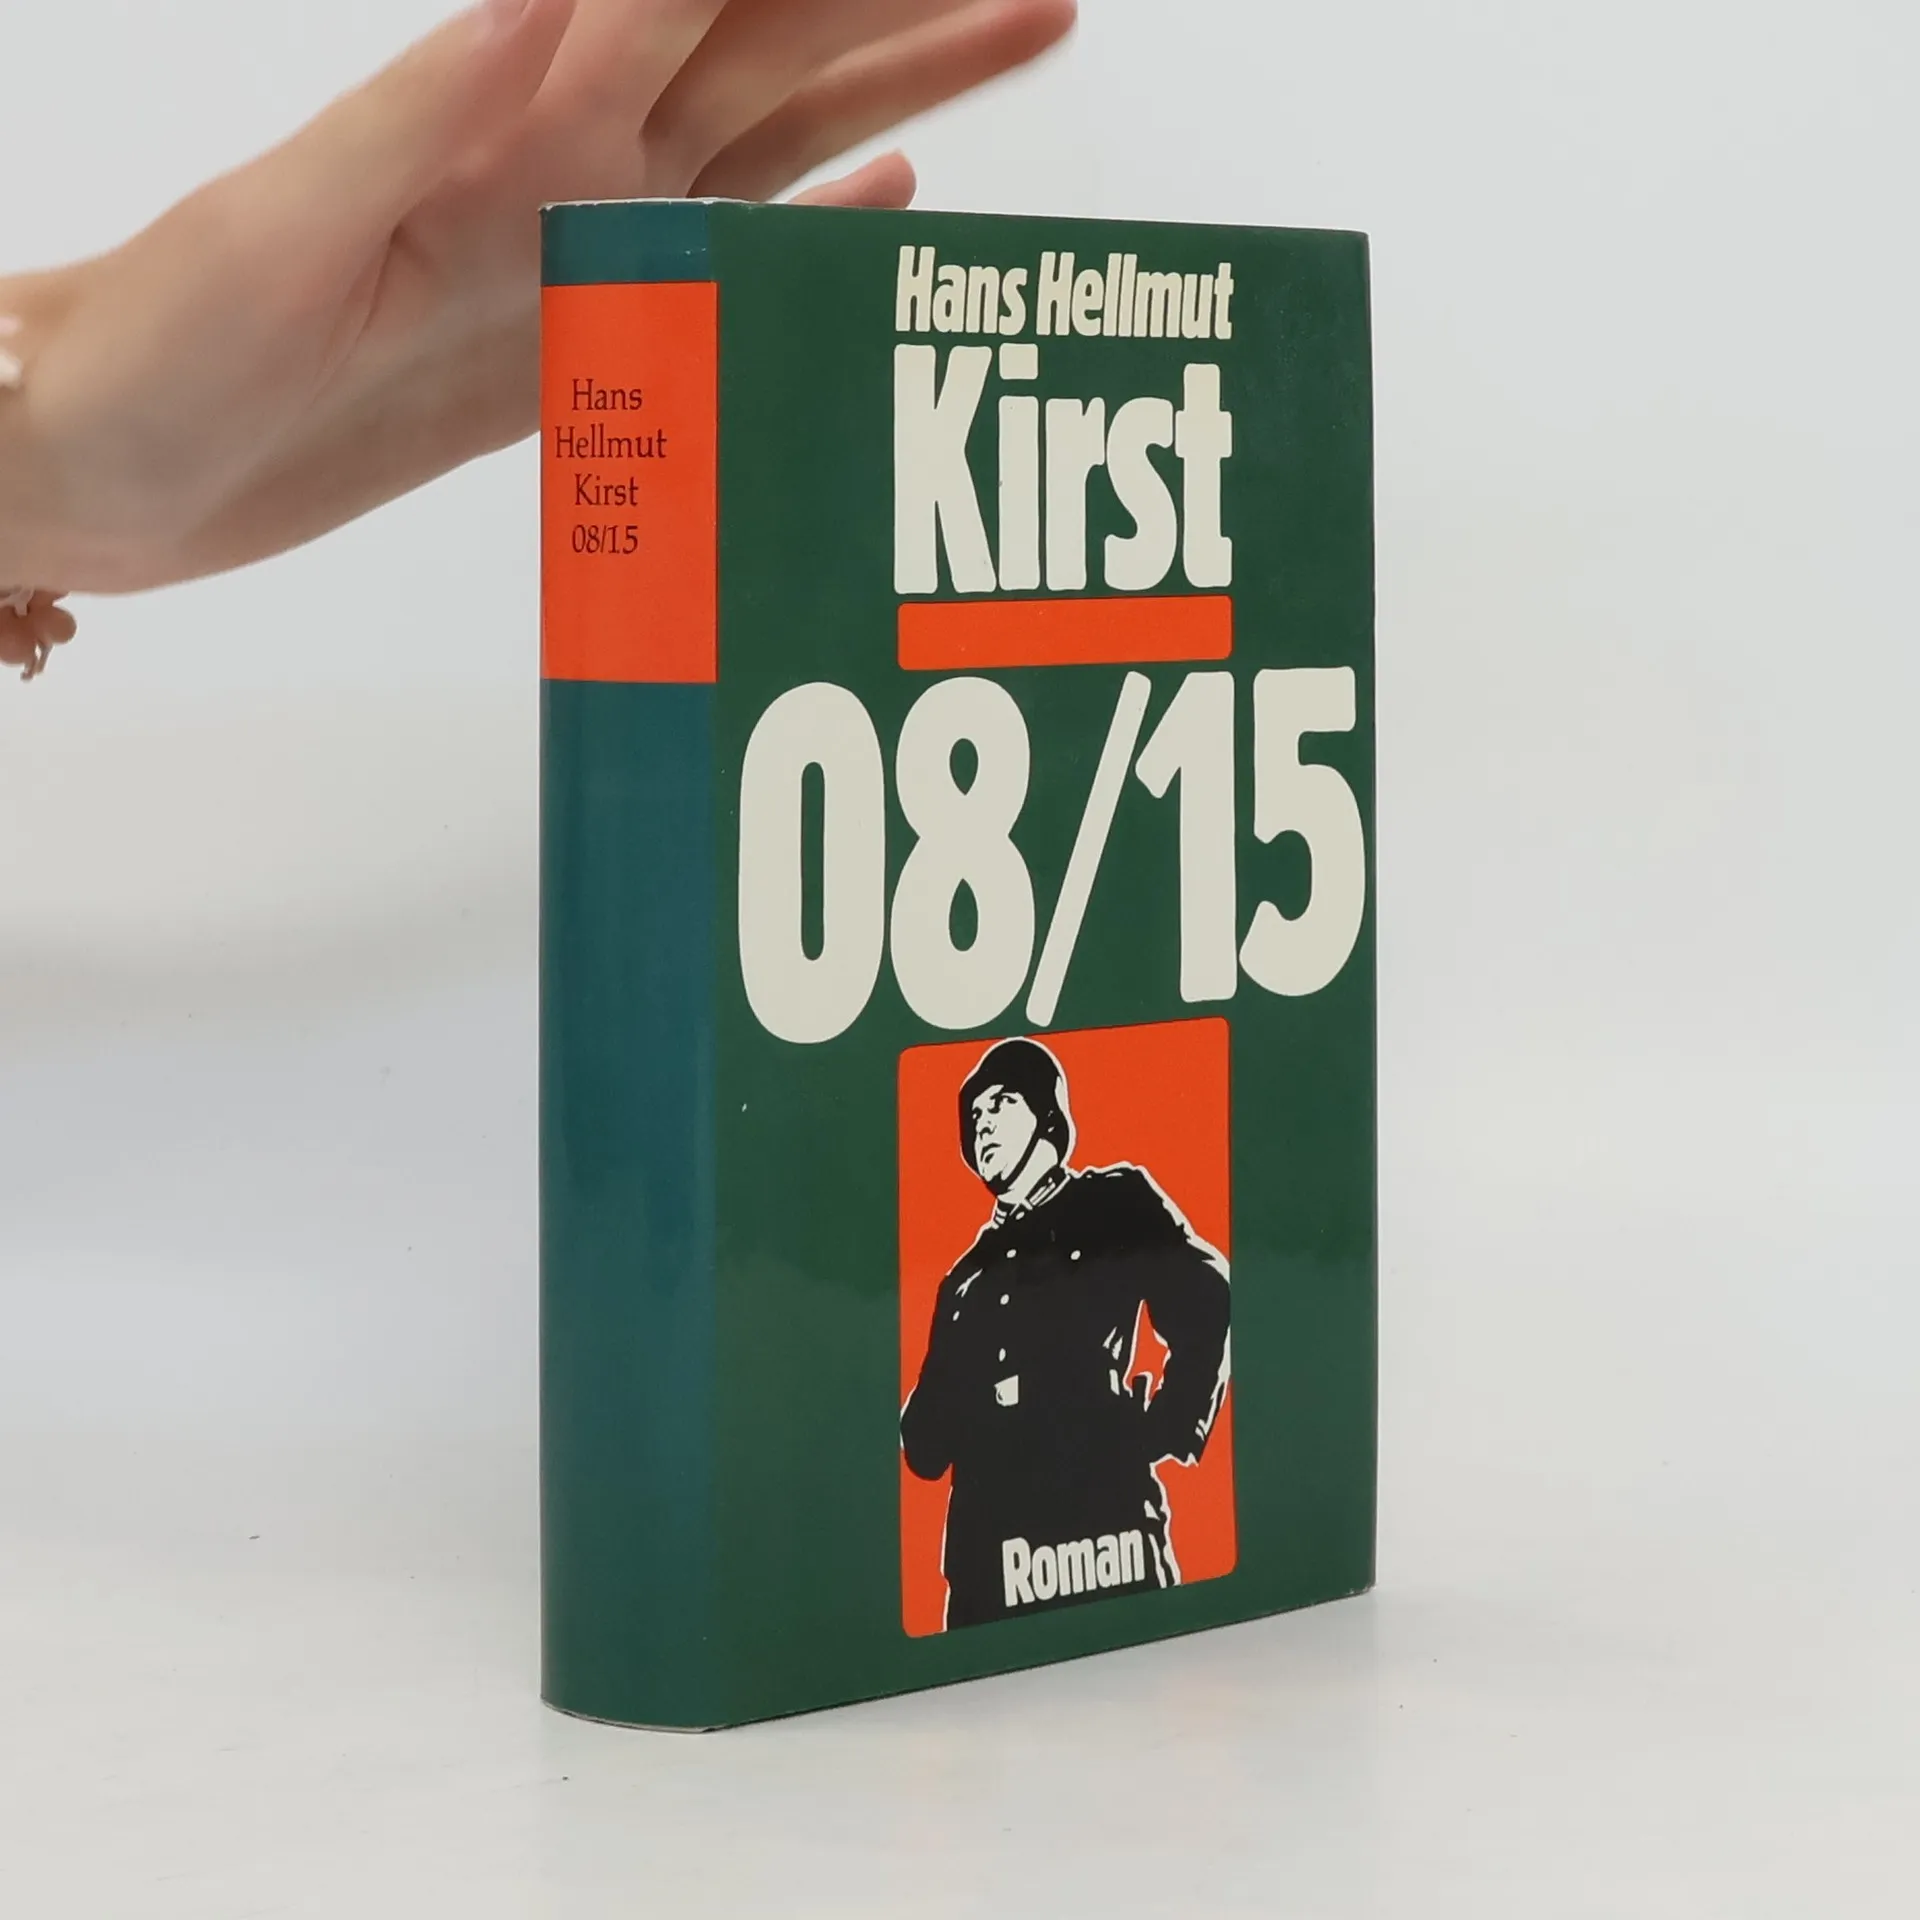 Hans
Hellmut
Kirst
08/15
Hans Hellmut
Kirst
08/15
Roman